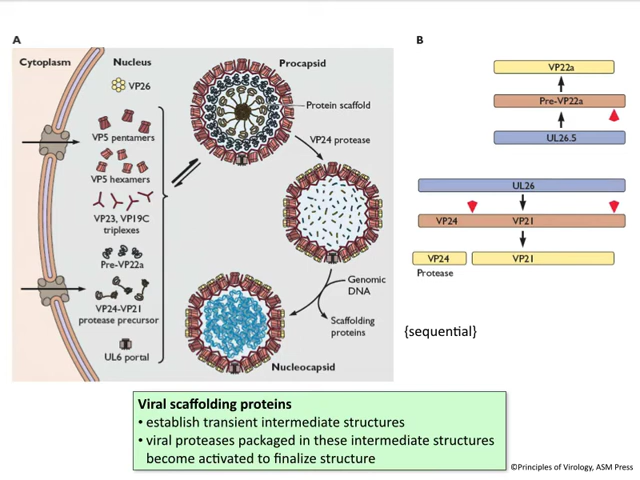 A
Cytoplasm
Nucleus
VP26
VP5 pentamers
VP5 hexamers
VP23, VP19C
triplexes
Pre-VP22a
VP24-VP21
protease precursor
UL6 portal
Procapsid
Protein scaffold
VP24 protease
Genomic
DNA
Scaffolding
proteins
Nucleocapsid
B
VP22a
Pre-VP22a
UL26.5
UL26
VP24 VP21
VP24 VP21
Protease
{sequential}
Viral scaffolding proteins
• establish transient intermediate structures
• viral proteases packaged in these intermediate structures
become activated to finalize structure
©Principles of Virology, ASM Press